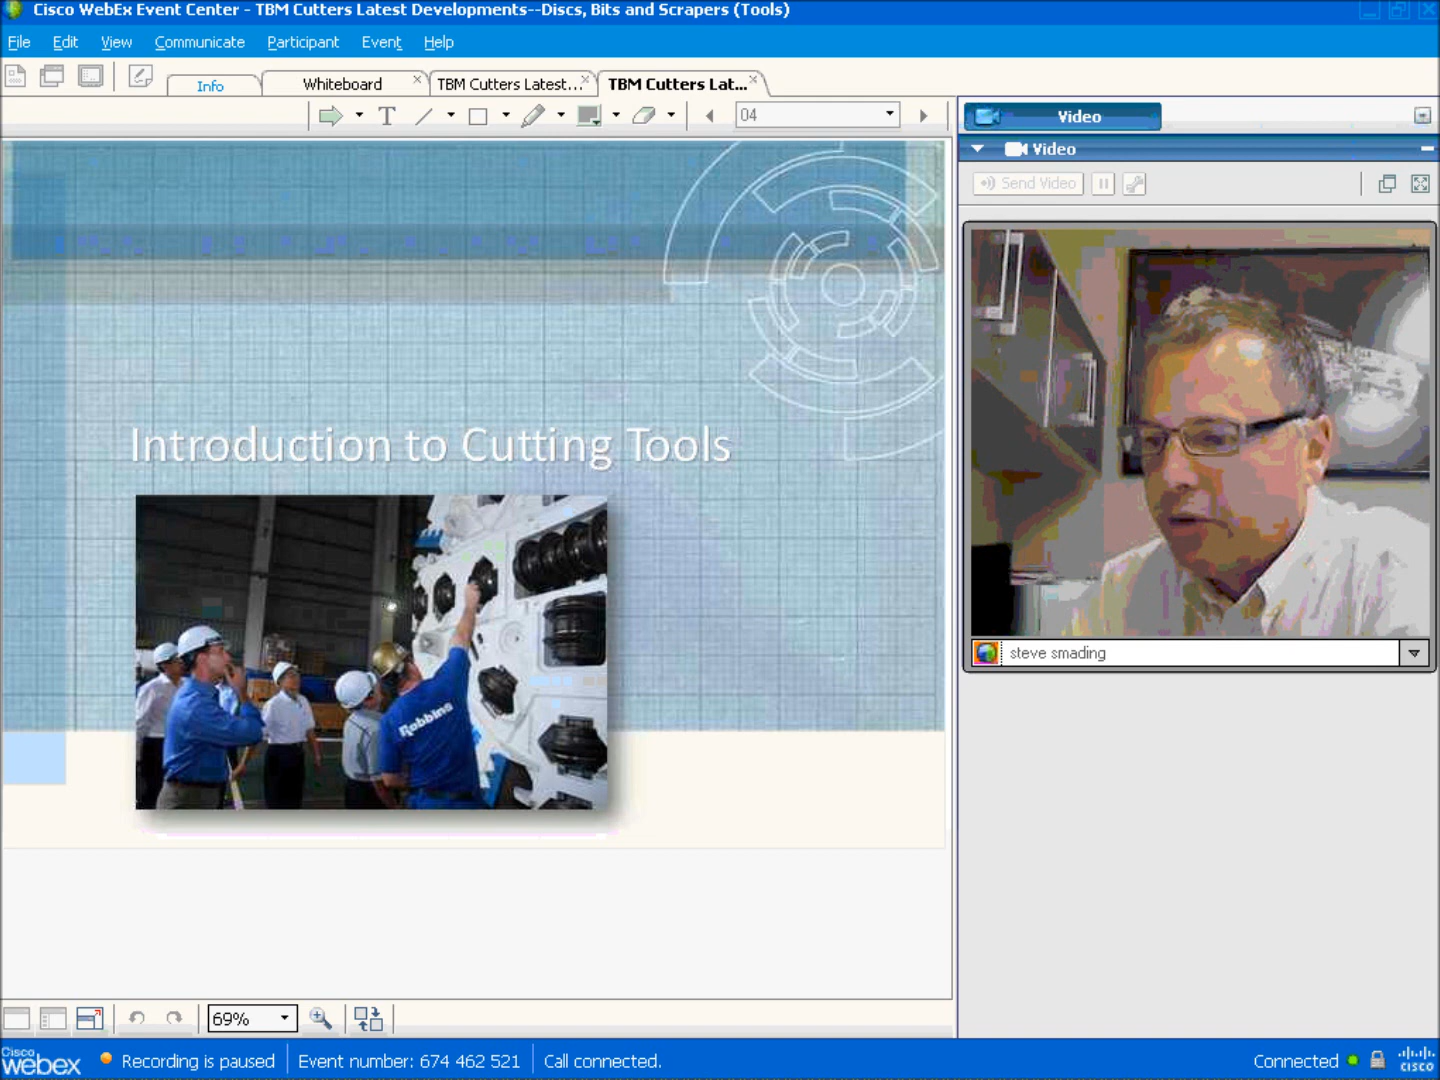 Cisco WebEx Event Center - TBM Cutters Latest Developments--Discs, Bits and Scrapers (Tools)
File Edit View Communicate Participant Event Help
Info Whiteboard TBM Cutters Latest... TBM Cutters Lat...
T 04
Video
Video
Send Video
Introduction to Cutting Tools
Robbins
steve smading
69%
Cisco webex Recording is paused Event number: 674 462 521 Call connected. Connected cisco